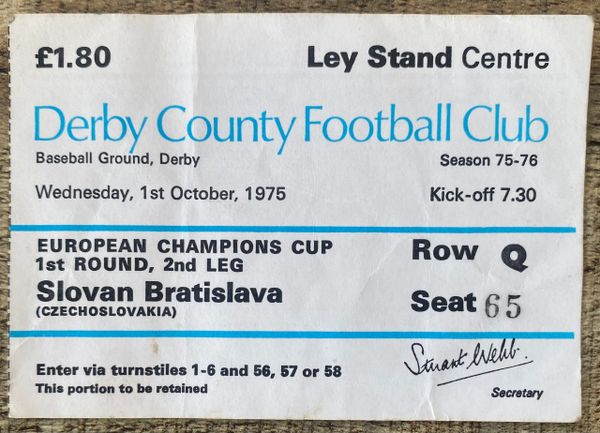 £1.80 Ley Stand Centre
Derby County Football Club
Baseball Ground, Derby Season 75-76
Wednesday, 1st October, 1975 Kick-off 7.30
EUROPEAN CHAMPIONS CUP
1st ROUND, 2nd LEG Row Q
Slovan Bratislava Seat 65
(CZECHOSLOVAKIA)
Enter via turnstiles 1-6 and 56, 57 or 58 Stuart Webb.
This portion to be retained Secretary